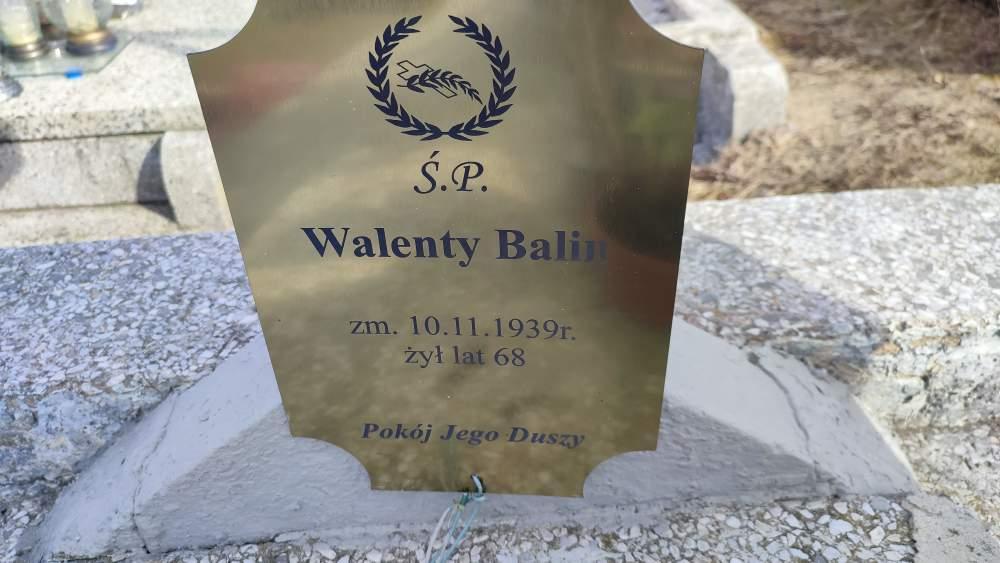 Ś.P.
Walenty Balin
zm. 10.11.1939r.
żył lat 68
Pokój Jego Duszy